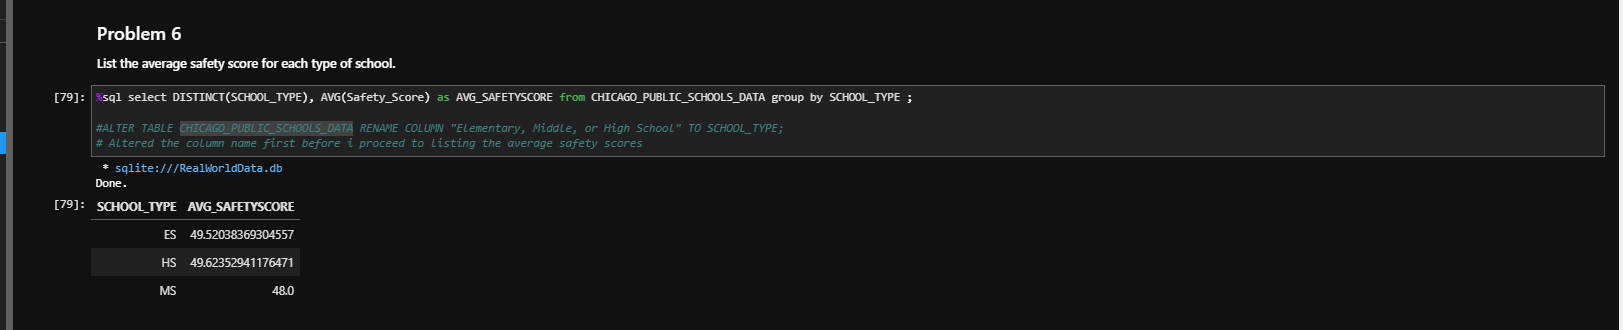 Problem 6
List the average safety score for each type of school.
[79]: %sql select DISTINCT(SCHOOL_TYPE), AVG(Safety_Score) as AVG_SAFETYSCORE from CHICAGO_PUBLIC_SCHOOLS_DATA group by SCHOOL_TYPE ;
#ALTER TABLE CHICAGO_PUBLIC_SCHOOLS_DATA RENAME COLUMN "Elementary, Middle, or High School" TO SCHOOL_TYPE;
# Altered the column name first before i proceed to listing the average safety scores
* sqlite:///RealWorldData.db
Done.
[79]: SCHOOL_TYPE AVG_SAFETYSCORE
ES 49.52038369304557
HS 49.62352941176471
MS 48.0